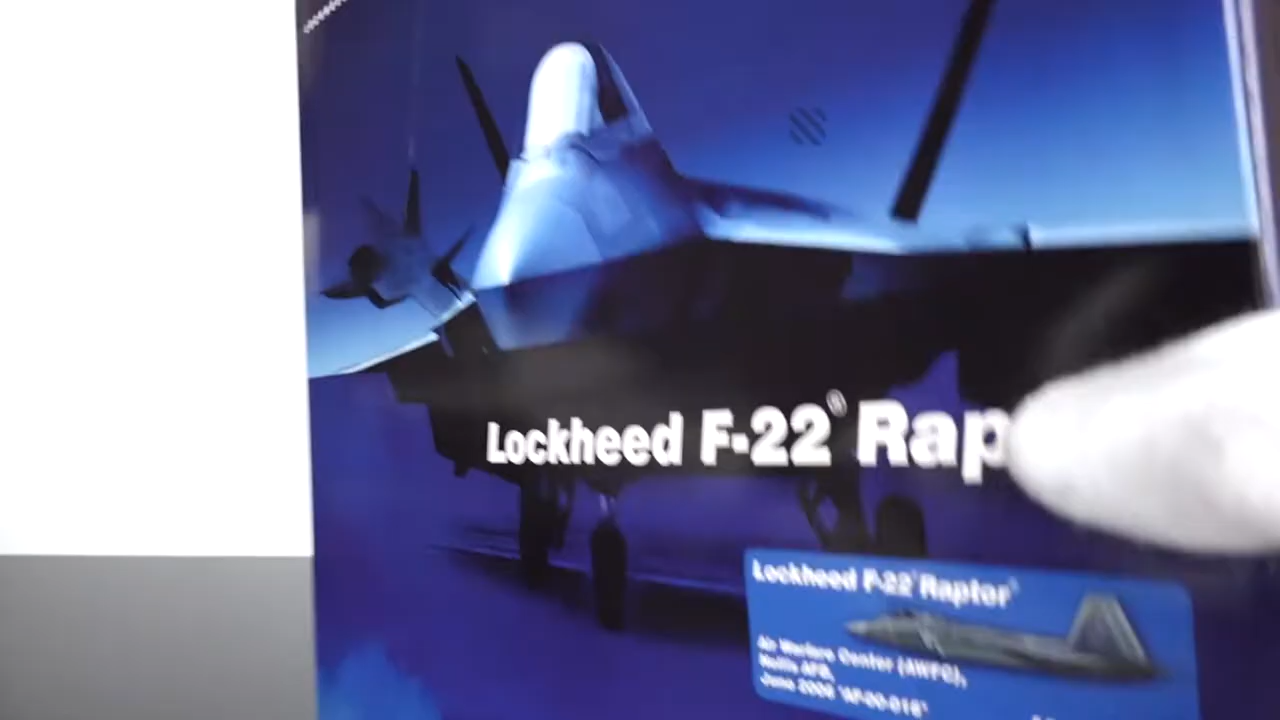 Lockheed F-22® Rap
Lockheed F-22® Raptor®
Air Warfare Center (AWFC),
Nellis AFB,